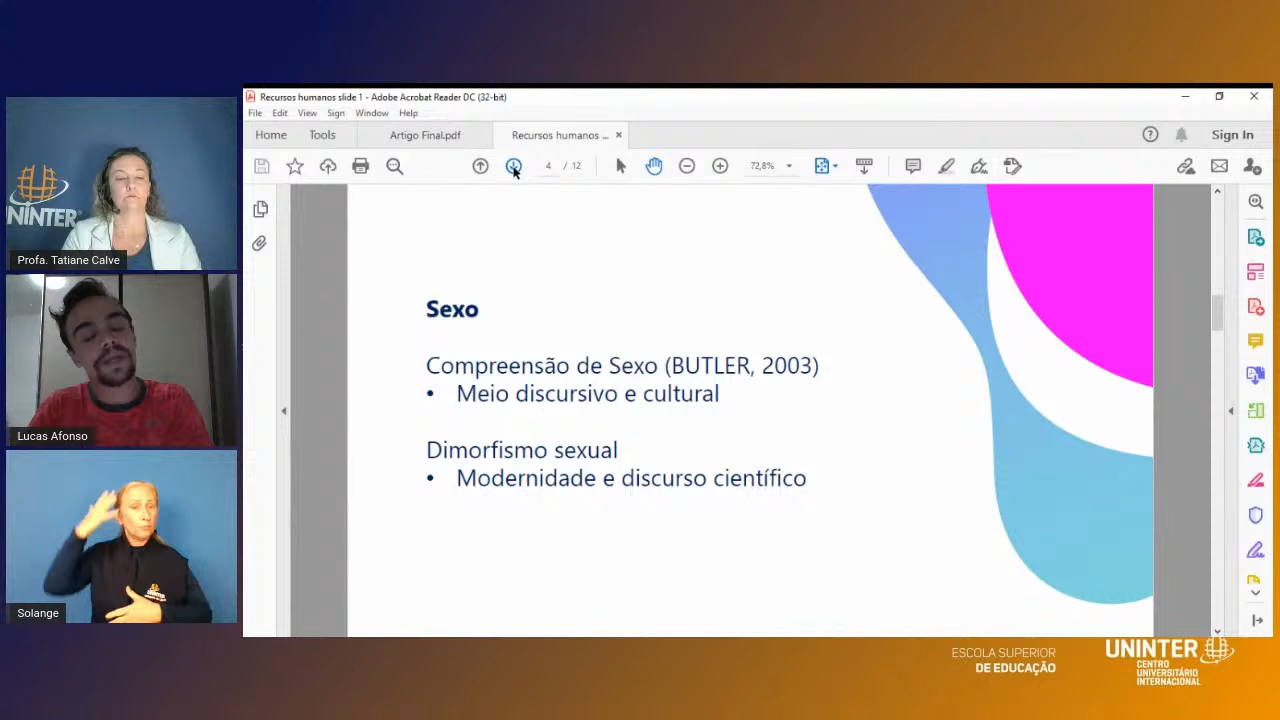 UNINTER
Profa. Tatiane Calve
Lucas Afonso
Solange
Recursos humanos slide 1 - Adobe Acrobat Reader DC (32-bit)
File Edit View Sign Window Help
Home Tools Artigo Final.pdf Recursos humanos ... ×
Sign In
4 / 12
72,8%
Sexo
Compreensão de Sexo (BUTLER, 2003)
• Meio discursivo e cultural
Dimorfismo sexual
• Modernidade e discurso científico
ESCOLA SUPERIOR
DE EDUCAÇÃO
UNINTER
CENTRO
UNIVERSITÁRIO
INTERNACIONAL